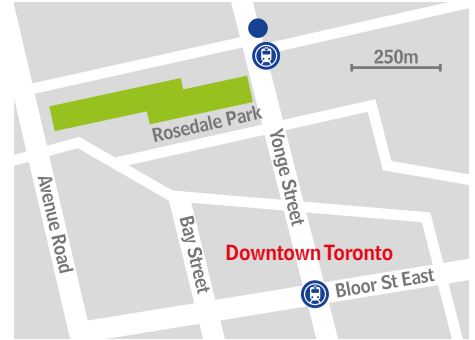 250m
Rosedale Park
Yonge Street
Avenue Road
Bay Street
Downtown Toronto
Bloor St East